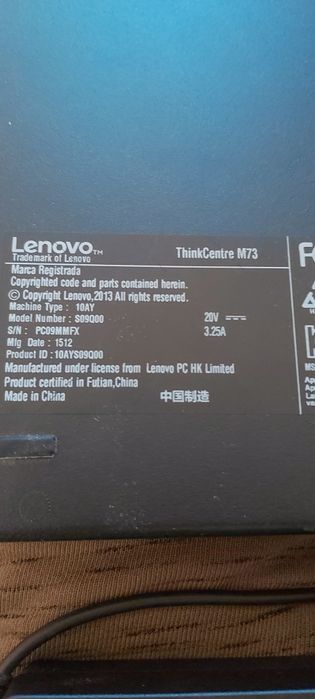 Lenovo™ ThinkCentre M73
Trademark of Lenovo
Marca Registrada
Copyrighted code and parts contained herein.
© Copyright Lenovo,2013 All rights reserved.
Machine Type : 10AY
Model Number : S09Q00 20V
S/N : PC09MMFX 3.25A
Mfg Date : 1512
Product ID :10AYS09Q00
Manufactured under license from Lenovo PC HK Limited
Product certified in Futian,China
Made in China 中国制造